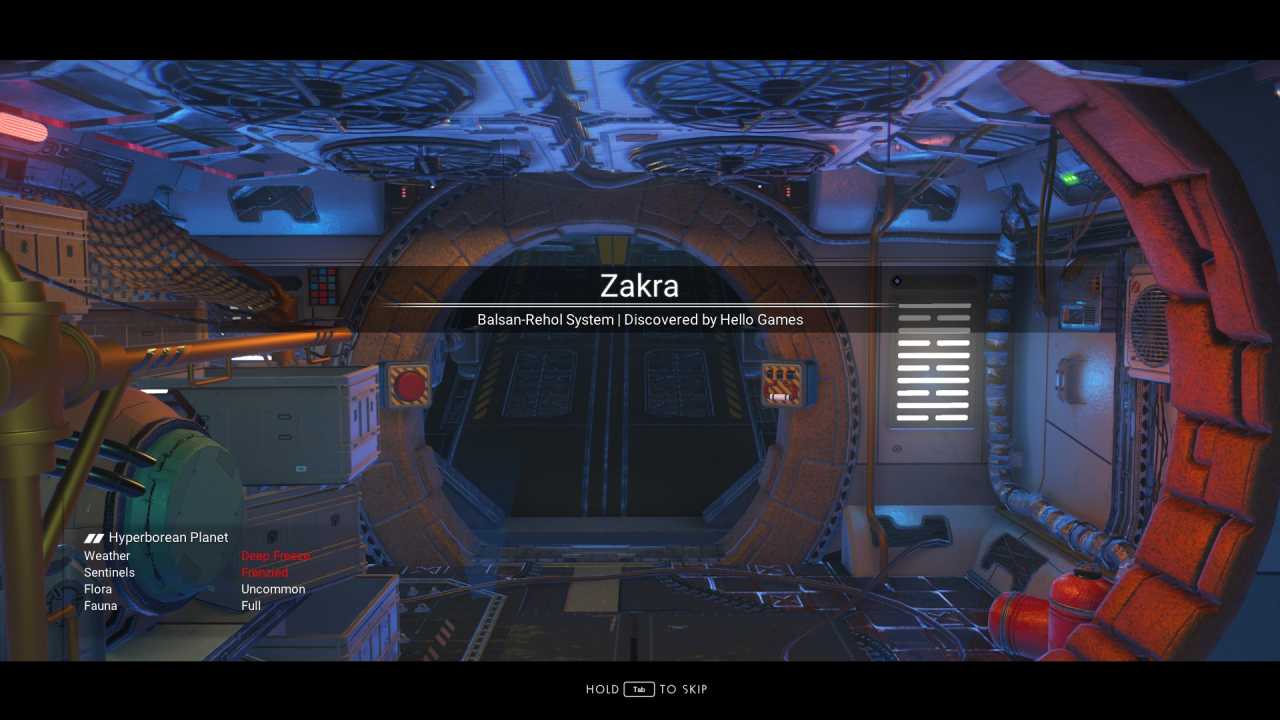 Zakra
Balsan-Rehol System | Discovered by Hello Games
Hyperborean Planet
Weather Deep Freeze
Sentinels Frenzied
Flora Uncommon
Fauna Full
HOLD Tab TO SKIP